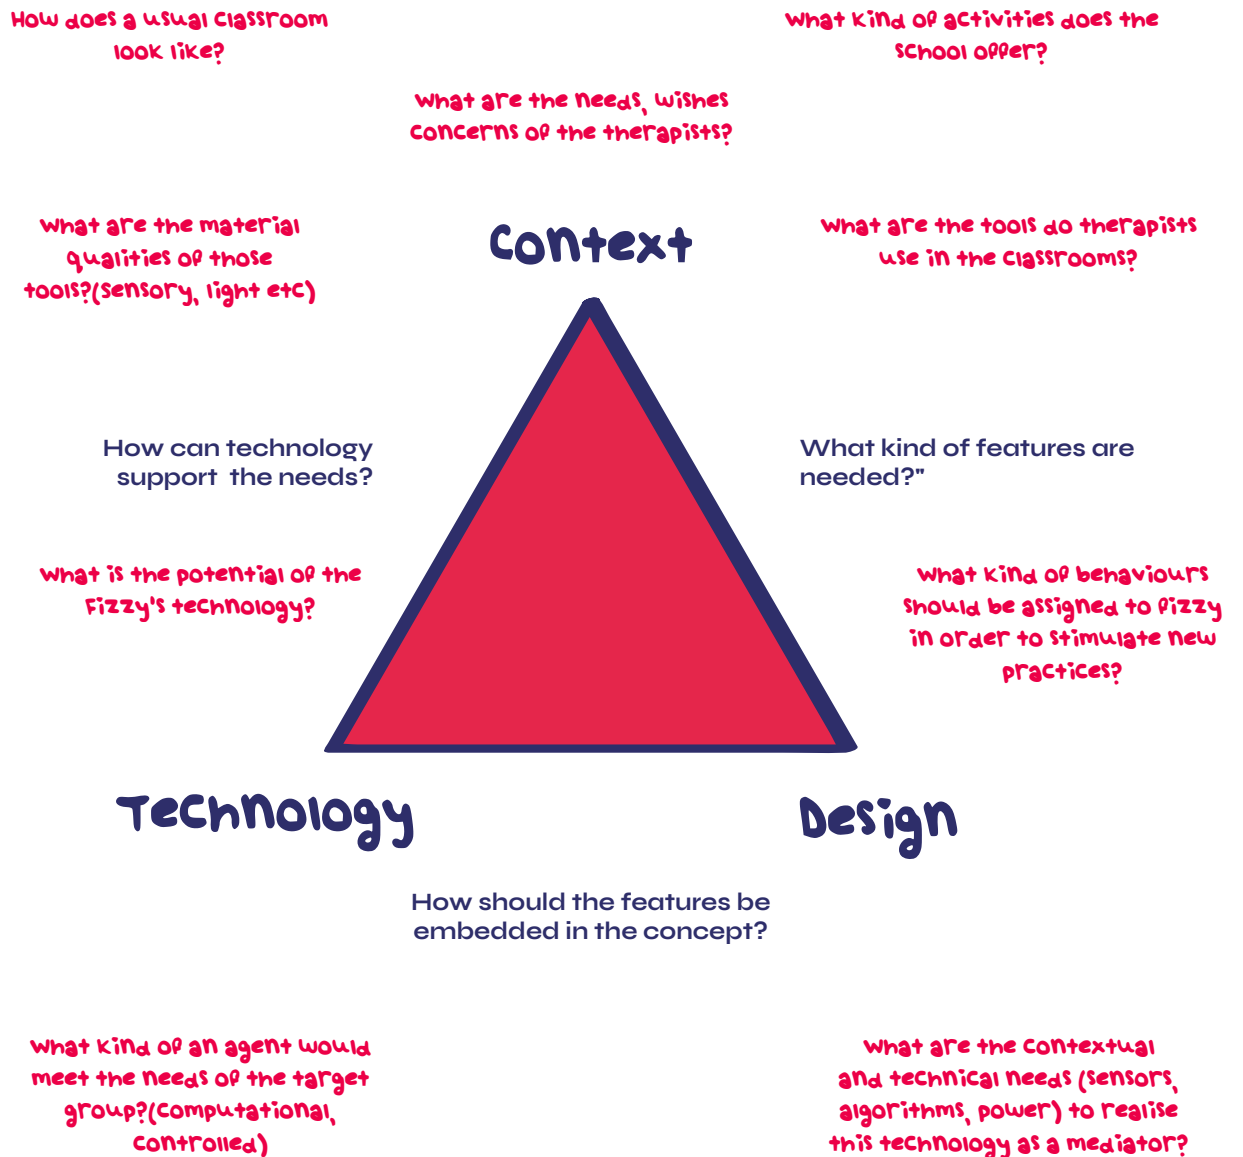 How does a usual classroom
look like?
What kind of activities does the
school offer?
What are the needs, wishes
concerns of the therapists?
What are the material
qualities of those
tools?(sensory, light etc)
Context
What are the tools do therapists
use in the classrooms?
How can technology
support  the needs?
What kind of features are
needed?"
What is the potential of the
Fizzy's technology?
What kind of behaviours
should be assigned to fizzy
in order to stimulate new
practices?
Technology
Design
How should the features be
embedded in the concept?
What kind of an agent would
meet the needs of the target
group?(computational,
controlled)
What are the contextual
and technical needs (sensors,
algorithms, power) to realise
this technology as a mediator?